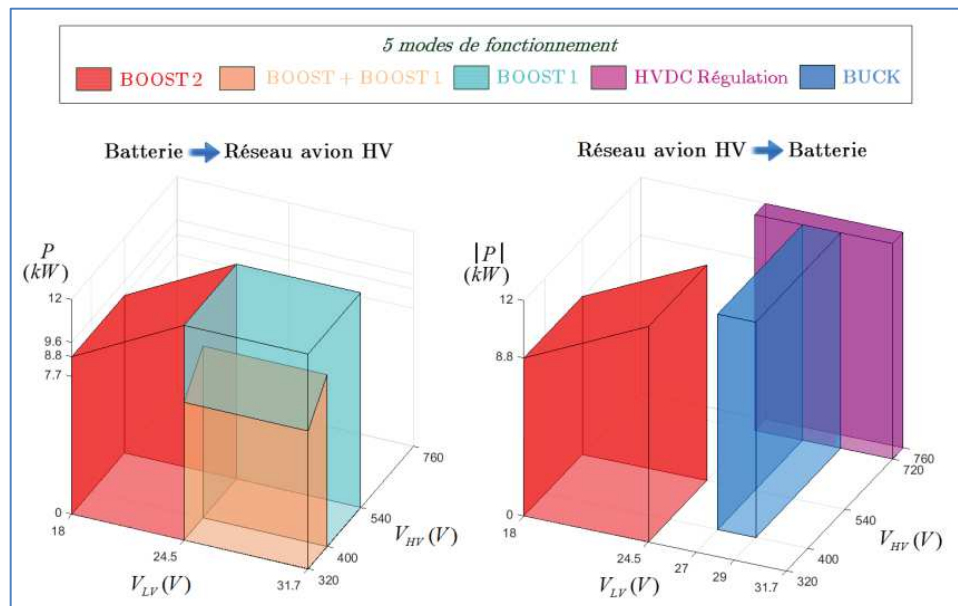 5 modes de fonctionnement
BOOST 2 BOOST + BOOST 1 BOOST 1 HVDC Régulation BUCK
Batterie Réseau avion HV
P
(kW)
12
9.6
8.8
7.7
0
18
24.5
31.7
320
400
540
760
V_LV (V)
V_HV (V)
Réseau avion HV Batterie
|P|
(kW)
12
8.8
0
18
24.5
27
29
31.7
320
400
540
720
760
V_LV (V)
V_HV (V)